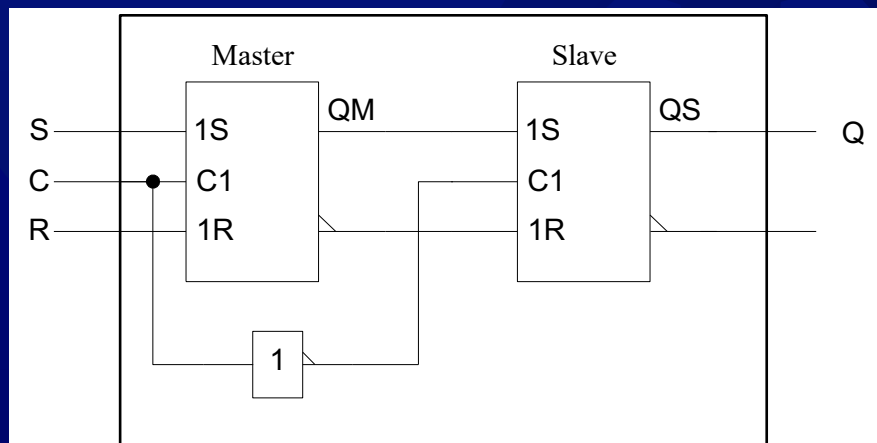 Master Slave
QM QS
S 1S 1S Q
C C1 C1
R 1R 1R
1